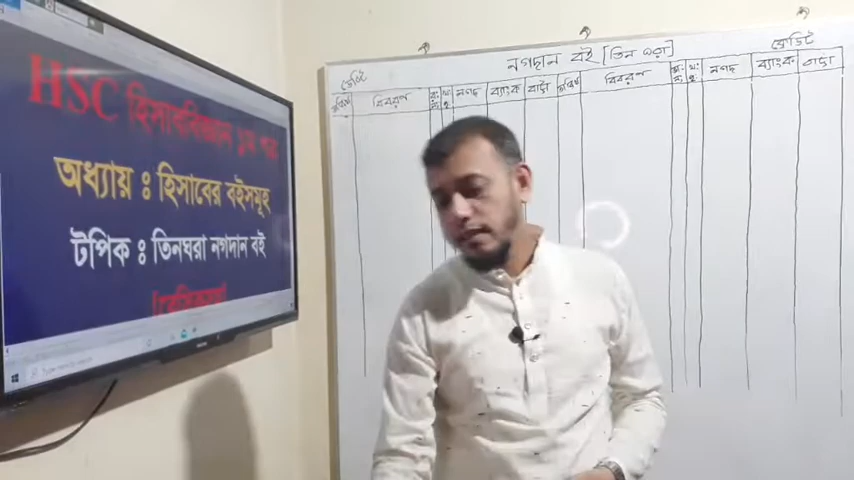 HSC হিসাববিজ্ঞান ১ম পত্র
অধ্যায় : হিসাবের বইসমূহ
টপিক : তিনঘরা নগদান বই
নগদান বই [তিন ঘরা]
ডেবিট ক্রেডিট
তারিখ বিবরণ নগদ ব্যাংক বাট্টা তারিখ বিবরণ নগদ ব্যাংক বাট্টা